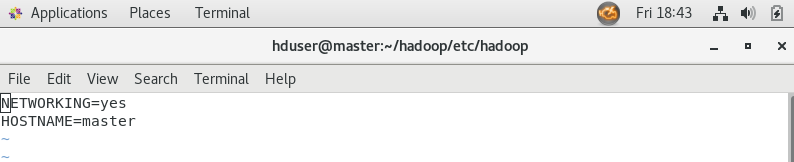 Applications Places Terminal Fri 18:43
hduser@master:~/hadoop/etc/hadoop
File Edit View Search Terminal Help
NETWORKING=yes
HOSTNAME=master
~
~